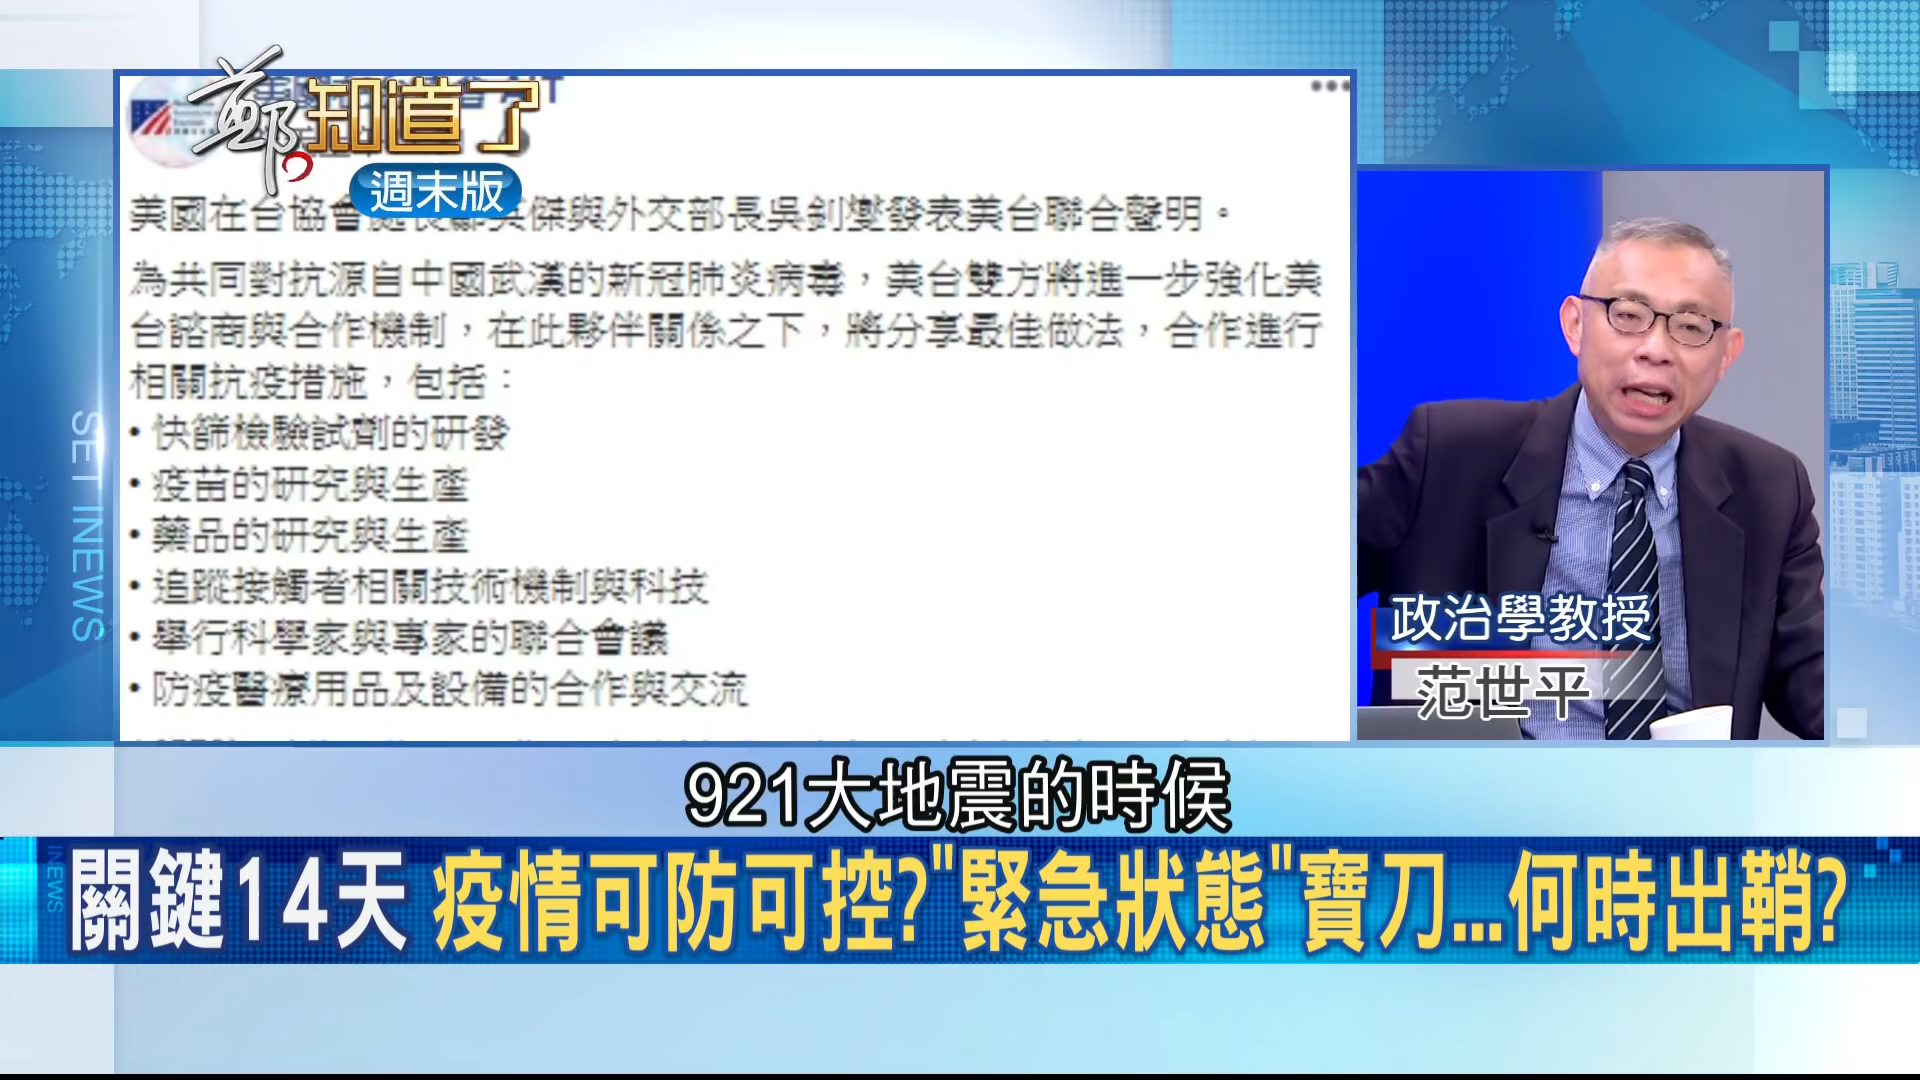 鄭知道了
週末版
美國在台協會處長酈英傑與外交部長吳釗燮發表美台聯合聲明。
為共同對抗源自中國武漢的新冠肺炎病毒，美台雙方將進一步強化美
台諮商與合作機制，在此夥伴關係之下，將分享最佳做法，合作進行
相關抗疫措施，包括：
• 快篩檢驗試劑的研發
• 疫苗的研究與生產
• 藥品的研究與生產
• 追蹤接觸者相關技術機制與科技
• 舉行科學家與專家的聯合會議
• 防疫醫療用品及設備的合作與交流
SET INEWS
政治學教授
范世平
921大地震的時候
INEWS
關鍵14天 疫情可防可控?"緊急狀態"寶刀...何時出鞘?